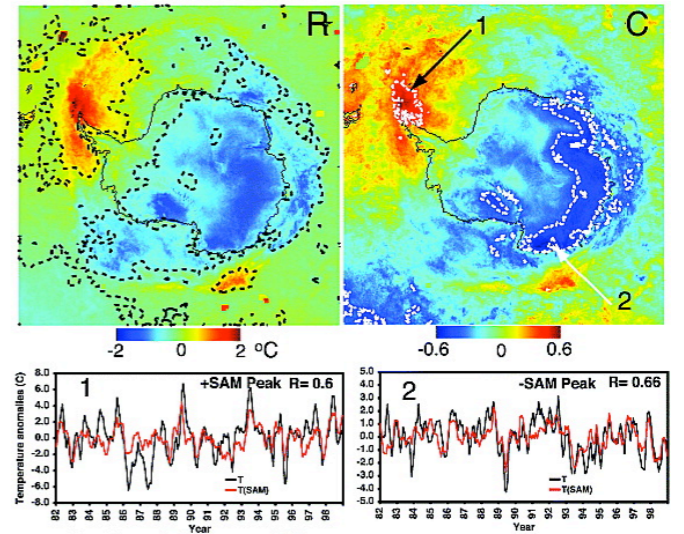 R
C
1
2
-2 0 2 °C
-0.6 0 0.6
1 +SAM Peak R= 0.6
Temperature anomalies (C)
8.0
6.0
4.0
2.0
0.0
-2.0
-4.0
-6.0
-8.0
T
T(SAM)
82 83 84 85 86 87 88 89 90 91 92 93 94 95 96 97 98
Year
2 -SAM Peak R= 0.66
5.0
4.0
3.0
2.0
1.0
0.0
-1.0
-2.0
-3.0
-4.0
-5.0
T
T(SAM)
82 83 84 85 86 87 88 89 90 91 92 93 94 95 96 97 98
Year